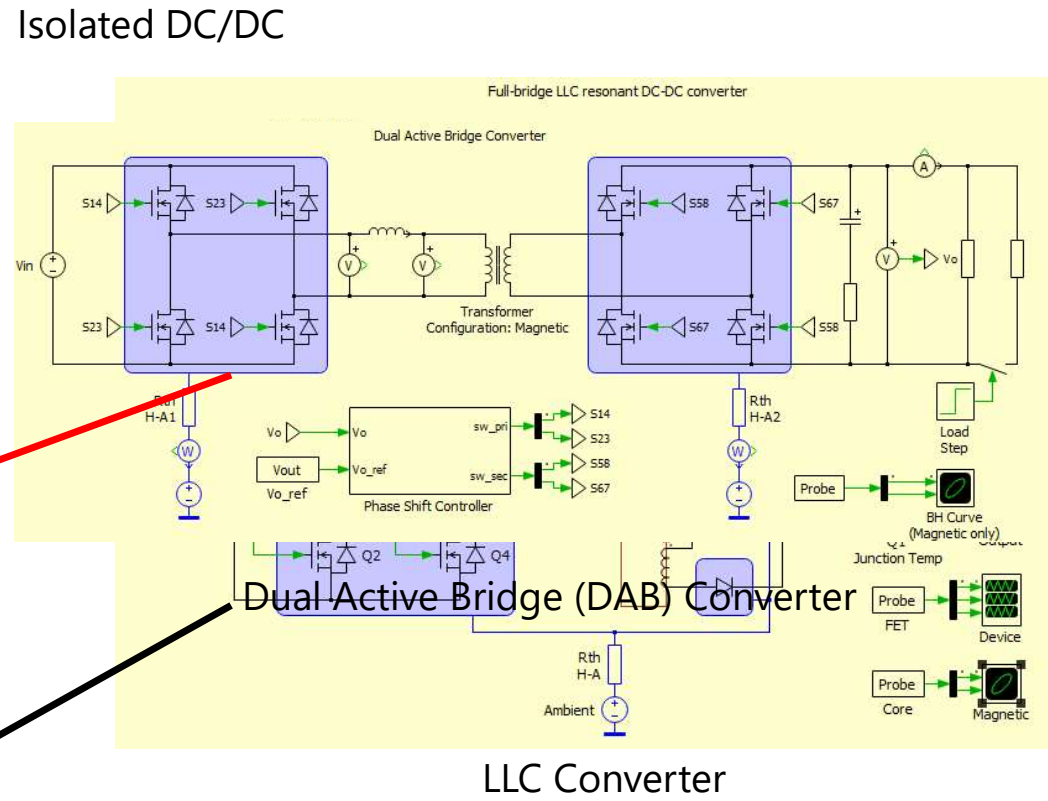 Isolated DC/DC
Full-bridge LLC resonant DC-DC converter
Dual Active Bridge Converter
S14
S23
S58
S67
A
Vin
V
V
V
Vo
S23
S14
Transformer
Configuration: Magnetic
S67
S58
Rth
H-A1
Rth
H-A2
W
W
Vo
Vo
sw_pri
S14
S23
Vout
Vo_ref
Vo_ref
sw_sec
S58
S67
Phase Shift Controller
Load
Step
Probe
BH Curve
(Magnetic only)
Junction Temp
Q2
Q4
Dual Active Bridge (DAB) Converter
Probe
FET
Device
Rth
H-A
Ambient
Probe
Core
Magnetic
LLC Converter